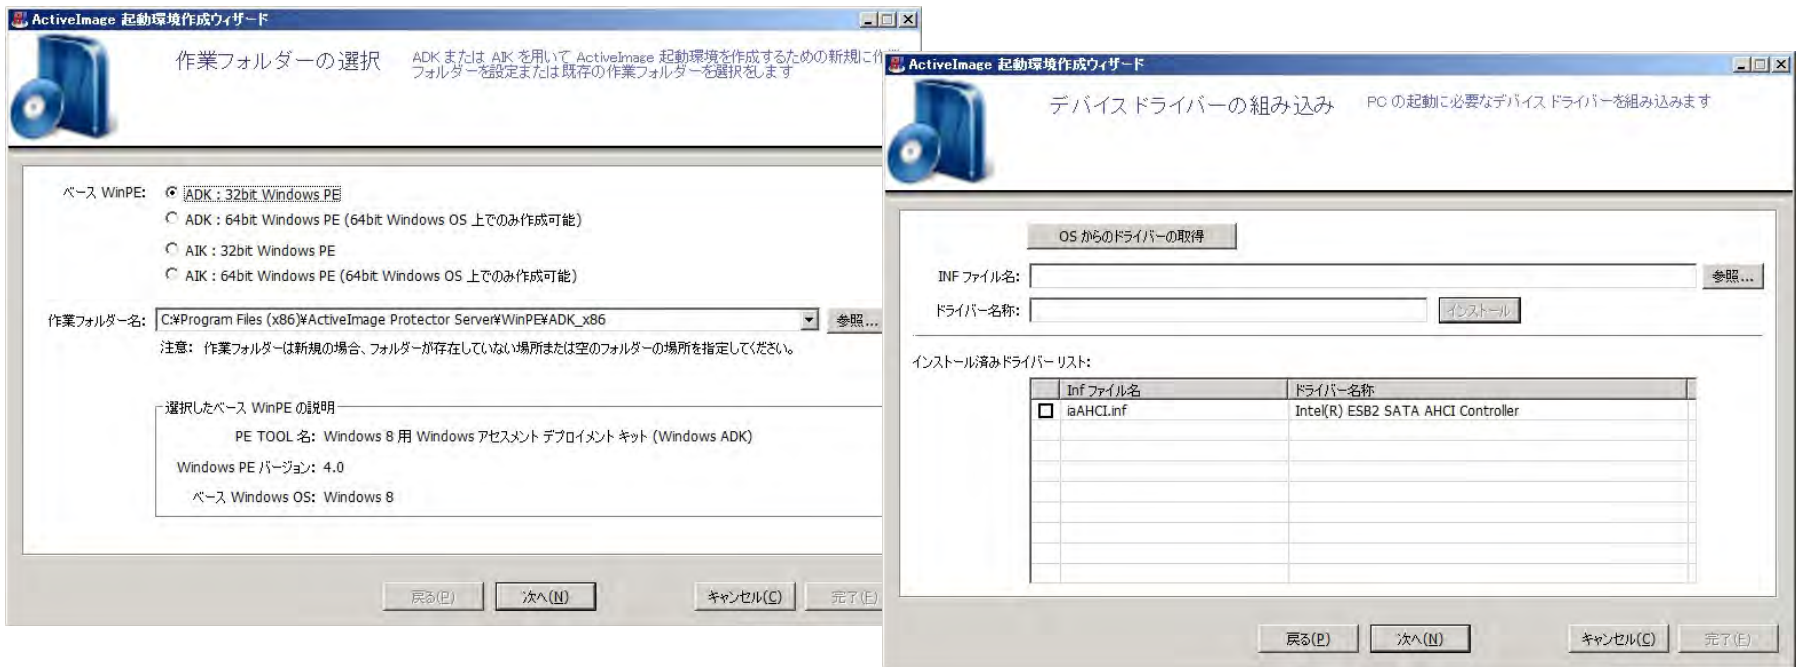 ActiveImage 起動環境作成ウィザード
作業フォルダーの選択
ADK または AIK を用いて ActiveImage 起動環境を作成するための新規に作
フォルダーを設定または既存の作業フォルダーを選択をします
ベース WinPE:
ADK : 32bit Windows PE
ADK : 64bit Windows PE (64bit Windows OS 上でのみ作成可能)
AIK : 32bit Windows PE
AIK : 64bit Windows PE (64bit Windows OS 上でのみ作成可能)
作業フォルダー名: C:¥Program Files (x86)¥ActiveImage Protector Server¥WinPE¥ADK_x86 参照...
注意: 作業フォルダーは新規の場合、フォルダーが存在していない場所または空のフォルダーの場所を指定してください。
選択したベース WinPE の説明
PE TOOL 名: Windows 8 用 Windows アセスメント デプロイメント キット (Windows ADK)
Windows PE バージョン: 4.0
ベース Windows OS: Windows 8
戻る(P) 次へ(N) キャンセル(C) 完了(F)
ActiveImage 起動環境作成ウィザード
デバイスドライバーの組み込み
PC の起動に必要なデバイスドライバーを組み込みます
OS からのドライバーの取得
INF ファイル名: 参照...
ドライバー名称: インストール
インストール済みドライバーリスト:
Inf ファイル名 ドライバー名称
iaAHCI.inf Intel(R) ESB2 SATA AHCI Controller
戻る(P) 次へ(N) キャンセル(C) 完了(F)